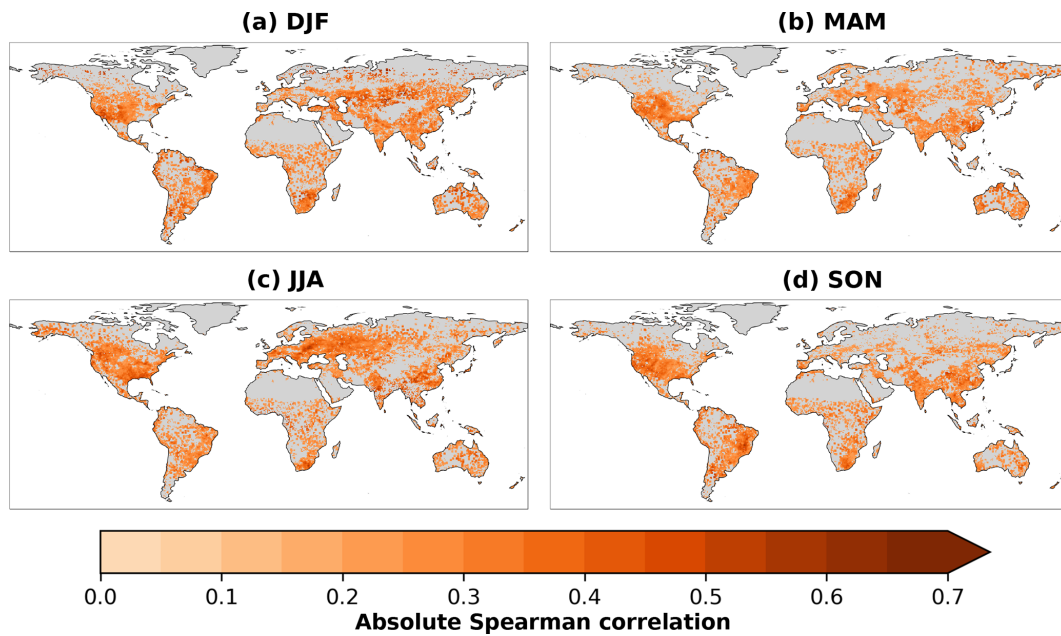 (a) DJF
(b) MAM
(c) JJA
(d) SON
0.0 0.1 0.2 0.3 0.4 0.5 0.6 0.7
Absolute Spearman correlation